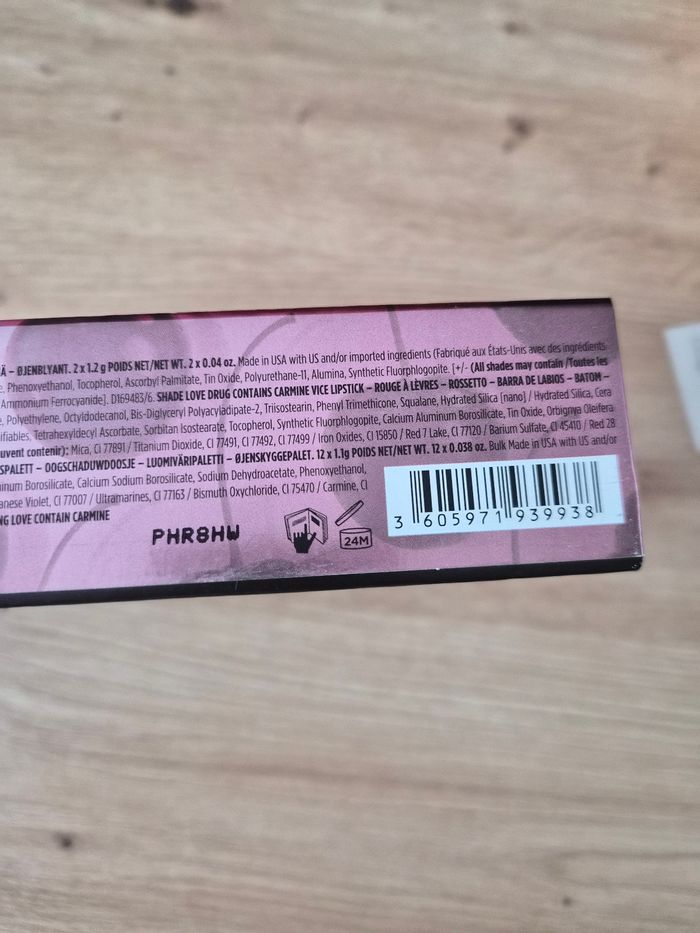 Ä – ØJENBLYANT. 2 x 1.2 g POIDS NET/NET WT. 2 x 0.04 oz. Made in USA with US and/or imported ingredients (Fabriqué aux États-Unis avec des ingrédients
Phenoxyethanol, Tocopherol, Ascorbyl Palmitate, Tin Oxide, Polyurethane-11, Alumina, Synthetic Fluorphlogopite. [+/- (All shades may contain /Toutes les
Ammonium Ferrocyanide]. D169483/6. SHADE LOVE DRUG CONTAINS CARMINE VICE LIPSTICK – ROUGE À LÈVRES – ROSSETTO – BARRA DE LABIOS – BATOM –
Polyethylene, Octyldodecanol, Bis-Diglyceryl Polyacyladipate-2, Triisostearin, Phenyl Trimethicone, Squalane, Hydrated Silica [nano] / Hydrated Silica, Cera
ifiables, Tetrahexyldecyl Ascorbate, Sorbitan Isostearate, Tocopherol, Synthetic Fluorphlogopite, Calcium Aluminum Borosilicate, Tin Oxide, Orbignya Oleifera
uvent contenir): Mica, CI 77891 / Titanium Dioxide, CI 77491, CI 77492, CI 77499 / Iron Oxides, CI 15850 / Red 7 Lake, CI 77120 / Barium Sulfate, CI 45410 / Red 28
SPALETT – OOGSCHADUWDOOSJE – LUOMIVÄRIPALETTI – ØJENSKYGGEPALET. 12 x 1.1g POIDS NET/NET WT. 12 x 0.038 oz. Bulk Made in USA with US and/or
inum Borosilicate, Calcium Sodium Borosilicate, Sodium Dehydroacetate, Phenoxyethanol,
anese Violet, CI 77007 / Ultramarines, CI 77163 / Bismuth Oxychloride, CI 75470 / Carmine, CI
NG LOVE CONTAIN CARMINE
PHR8HW
24M
3 605971 939938